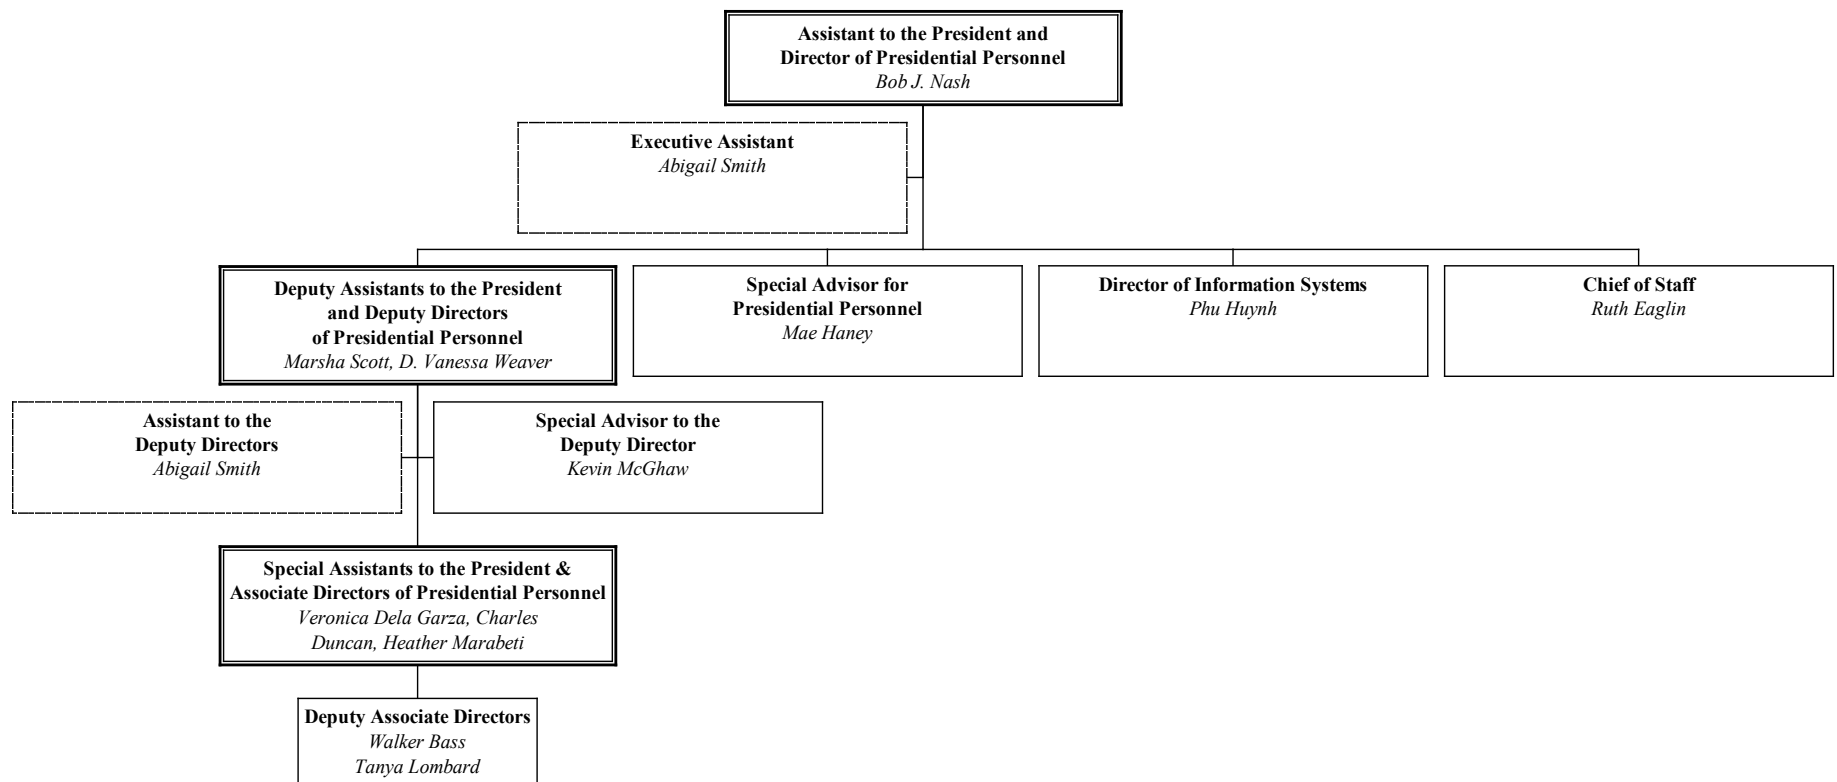 Assistant to the President and
Director of Presidential Personnel
Bob J. Nash
Executive Assistant
Abigail Smith
Deputy Assistants to the President
and Deputy Directors
of Presidential Personnel
Marsha Scott, D. Vanessa Weaver
Special Advisor for
Presidential Personnel
Mae Haney
Director of Information Systems
Phu Huynh
Chief of Staff
Ruth Eaglin
Assistant to the
Deputy Directors
Abigail Smith
Special Advisor to the
Deputy Director
Kevin McGhaw
Special Assistants to the President &
Associate Directors of Presidential Personnel
Veronica Dela Garza, Charles
Duncan, Heather Marabeti
Deputy Associate Directors
Walker Bass
Tanya Lombard